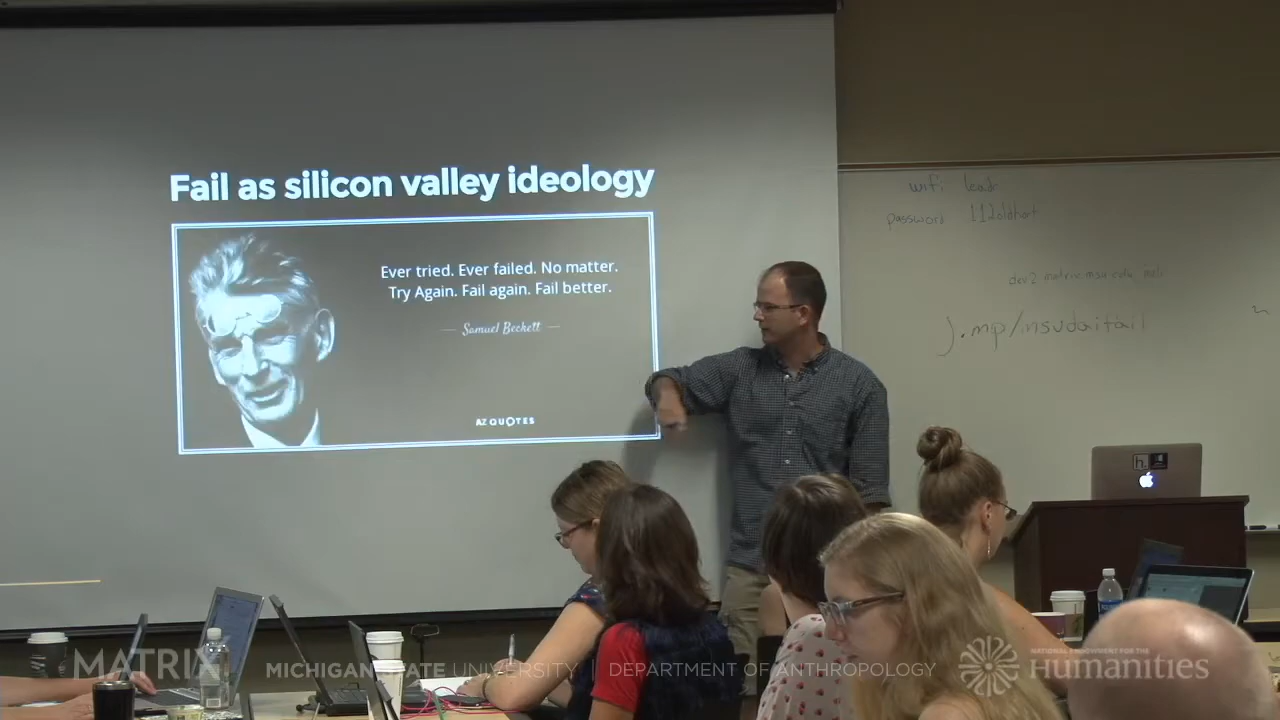 Fail as silicon valley ideology
Ever tried. Ever failed. No matter.
Try Again. Fail again. Fail better.
— Samuel Beckett —
AZ QUOTES
wifi
password
j.mp/msudaifail
h.
MATRIX
MICHIGAN STATE UNIVERSITY | DEPARTMENT OF ANTHROPOLOGY
NATIONAL ENDOWMENT FOR THE
Humanities